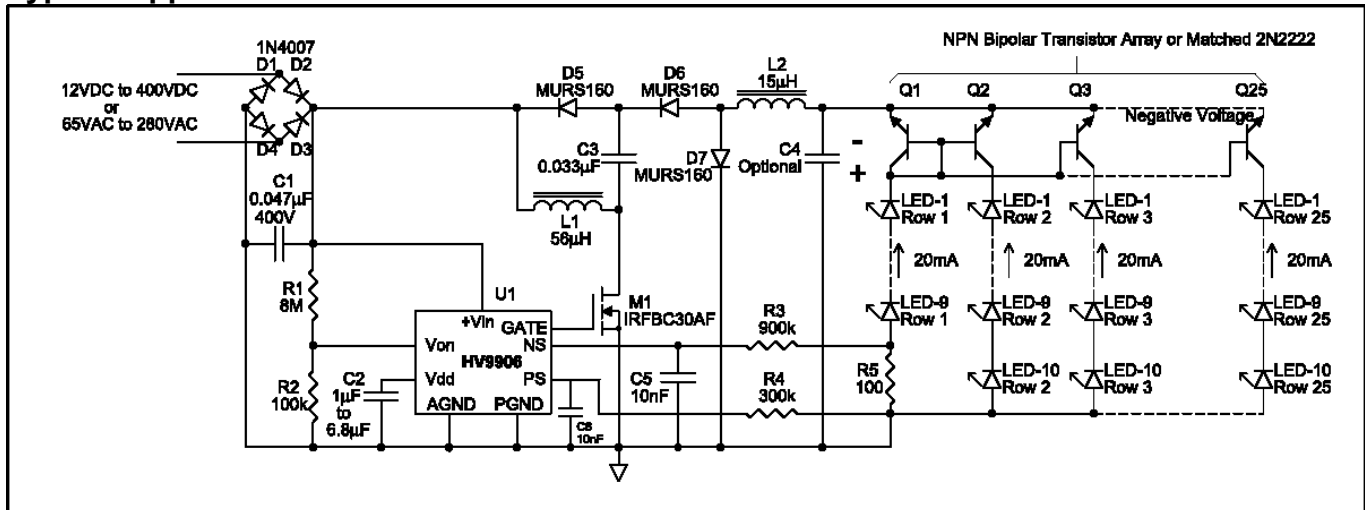 NPN Bipolar Transistor Array or Matched 2N2222
1N4007
D1 D2
D4 D3
12VDC to 400VDC
or
65VAC to 280VAC
D5
MURS160
D6
MURS160
L2
15µH
Q1
Q2
Q3
Q25
Negative Voltage
C3
0.033µF
D7
MURS160
C4
Optional
-
+
C1
0.047µF
400V
L1
56µH
LED-1
Row 1
LED-1
Row 2
LED-1
Row 3
LED-1
Row 25
20mA
20mA
20mA
20mA
R1
8M
U1
M1
IRFBC30AF
LED-9
Row 1
LED-9
Row 2
LED-9
Row 3
LED-9
Row 25
+Vin
GATE
Von
NS
HV9906
Vdd
PS
AGND
PGND
R3
900k
R4
300k
R5
100
R2
100k
C2
1µF
to
6.8µF
C5
10nF
C6
10nF
LED-10
Row 2
LED-10
Row 3
LED-10
Row 25